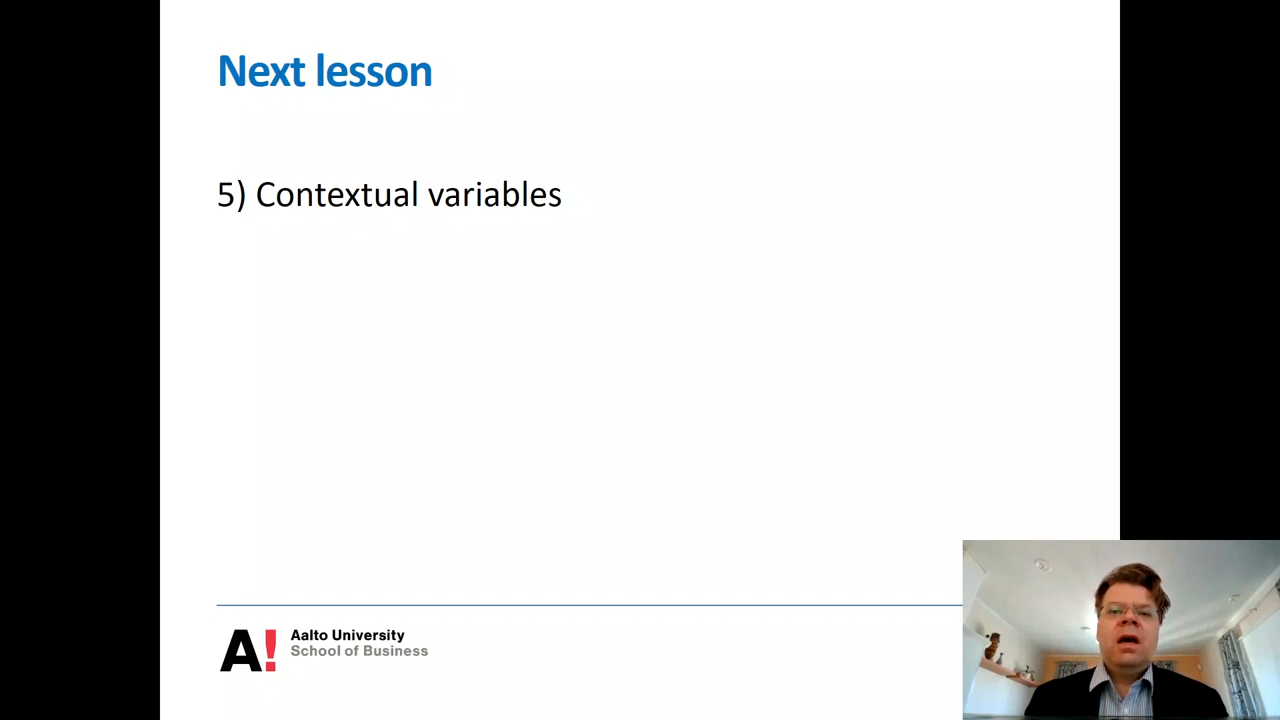 Next lesson
5) Contextual variables
A!
Aalto University
School of Business